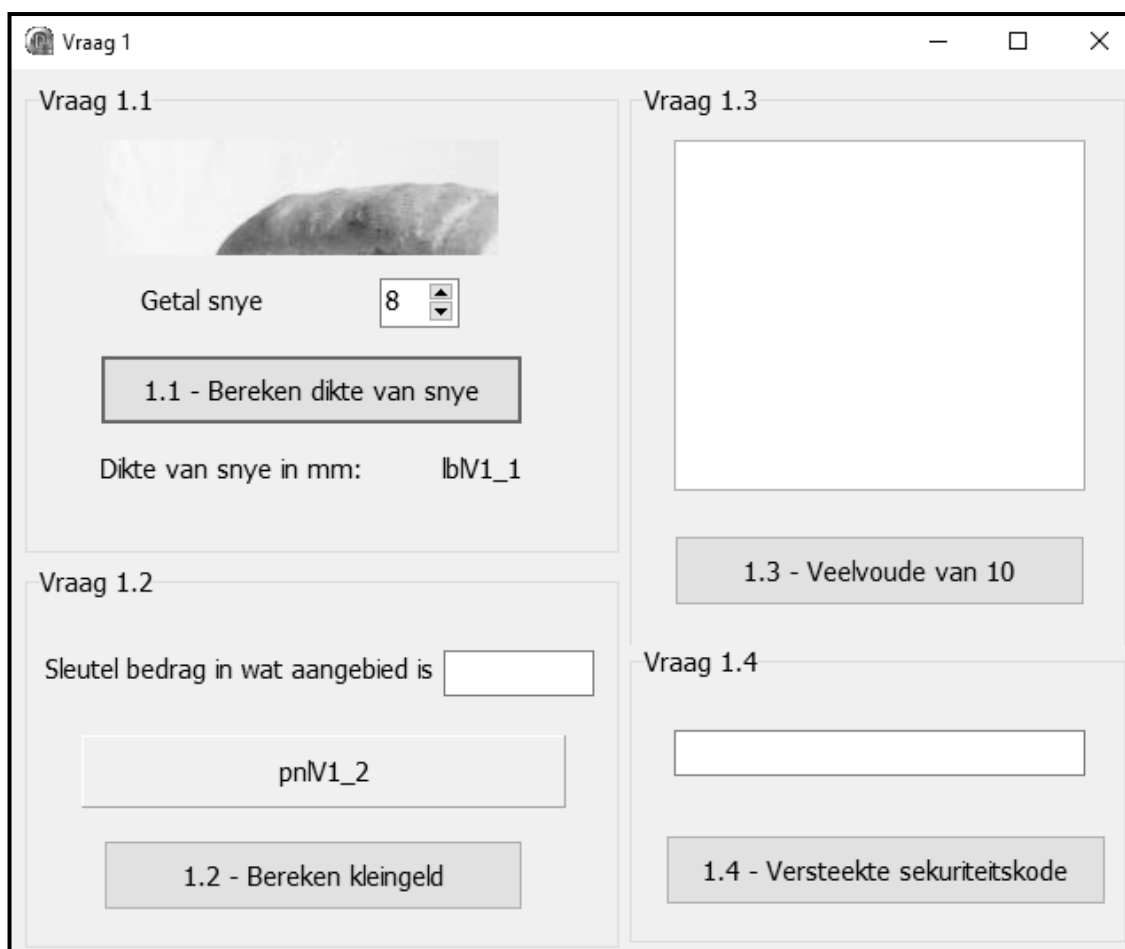 Vraag 1
Vraag 1.1
Getal snye
8
1.1 - Bereken dikte van snye
Dikte van snye in mm: lblV1_1
Vraag 1.2
Sleutel bedrag in wat aangebied is
pnlV1_2
1.2 - Bereken kleingeld
Vraag 1.3
1.3 - Veelvoude van 10
Vraag 1.4
1.4 - Versteekte sekuriteitskode